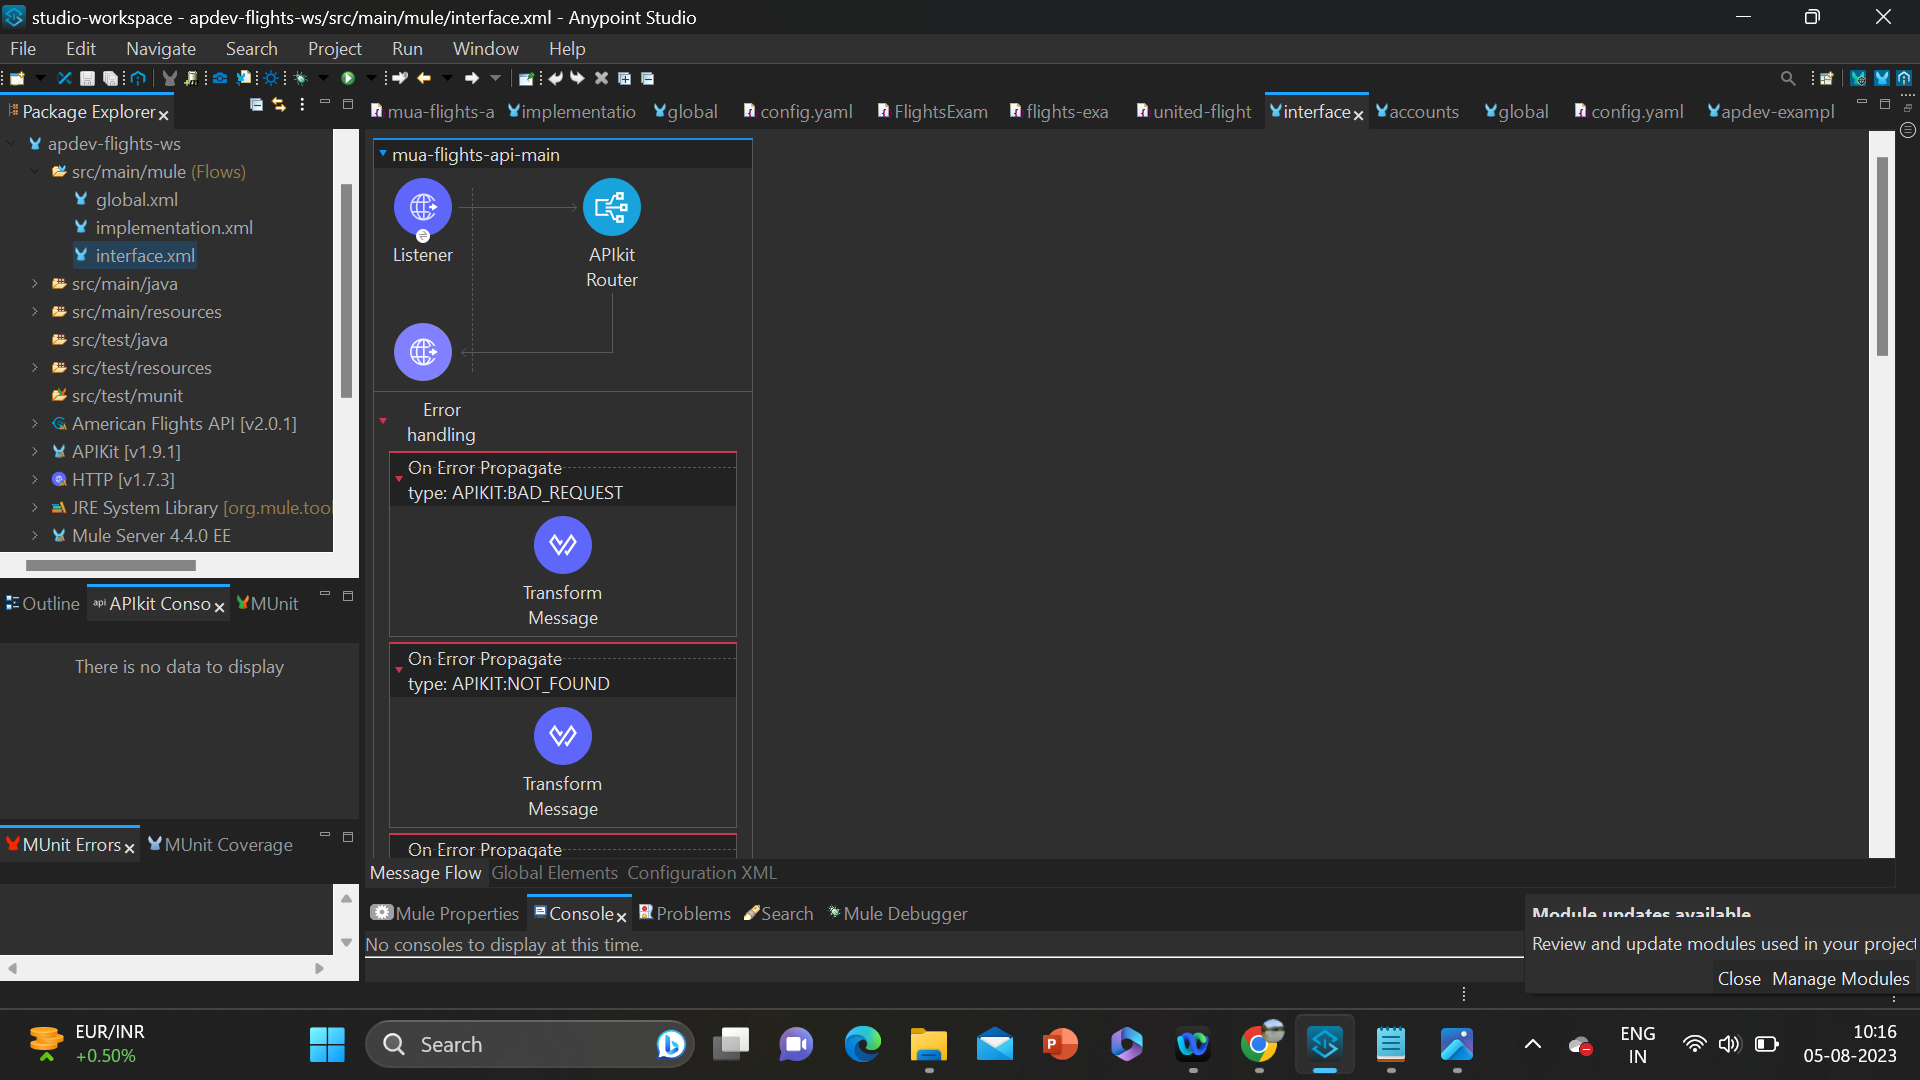 studio-workspace - apdev-flights-ws/src/main/mule/interface.xml - Anypoint Studio
File Edit Navigate Search Project Run Window Help
Package Explorer
mua-flights-a implementatio global config.yaml FlightsExam flights-exa united-flight interface accounts global config.yaml apdev-exampl
apdev-flights-ws
src/main/mule (Flows)
global.xml
implementation.xml
interface.xml
src/main/java
src/main/resources
src/test/java
src/test/resources
src/test/munit
American Flights API [v2.0.1]
APIKit [v1.9.1]
HTTP [v1.7.3]
JRE System Library [org.mule.tool
Mule Server 4.4.0 EE
mua-flights-api-main
Listener
APIkit
Router
Error
handling
On Error Propagate
type: APIKIT:BAD_REQUEST
Transform
Message
On Error Propagate
type: APIKIT:NOT_FOUND
Transform
Message
On Error Propagate
Outline api APIkit Conso MUnit
There is no data to display
MUnit Errors MUnit Coverage
Message Flow Global Elements Configuration XML
Mule Properties Console Problems Search Mule Debugger
No consoles to display at this time.
Module updates available
Review and update modules used in your project
Close Manage Modules
EUR/INR
+0.50%
Search
ENG
IN
10:16
05-08-2023